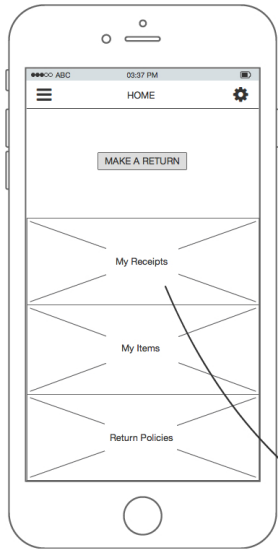 ABC 03:37 PM
HOME
MAKE A RETURN
My Receipts
My Items
Return Policies